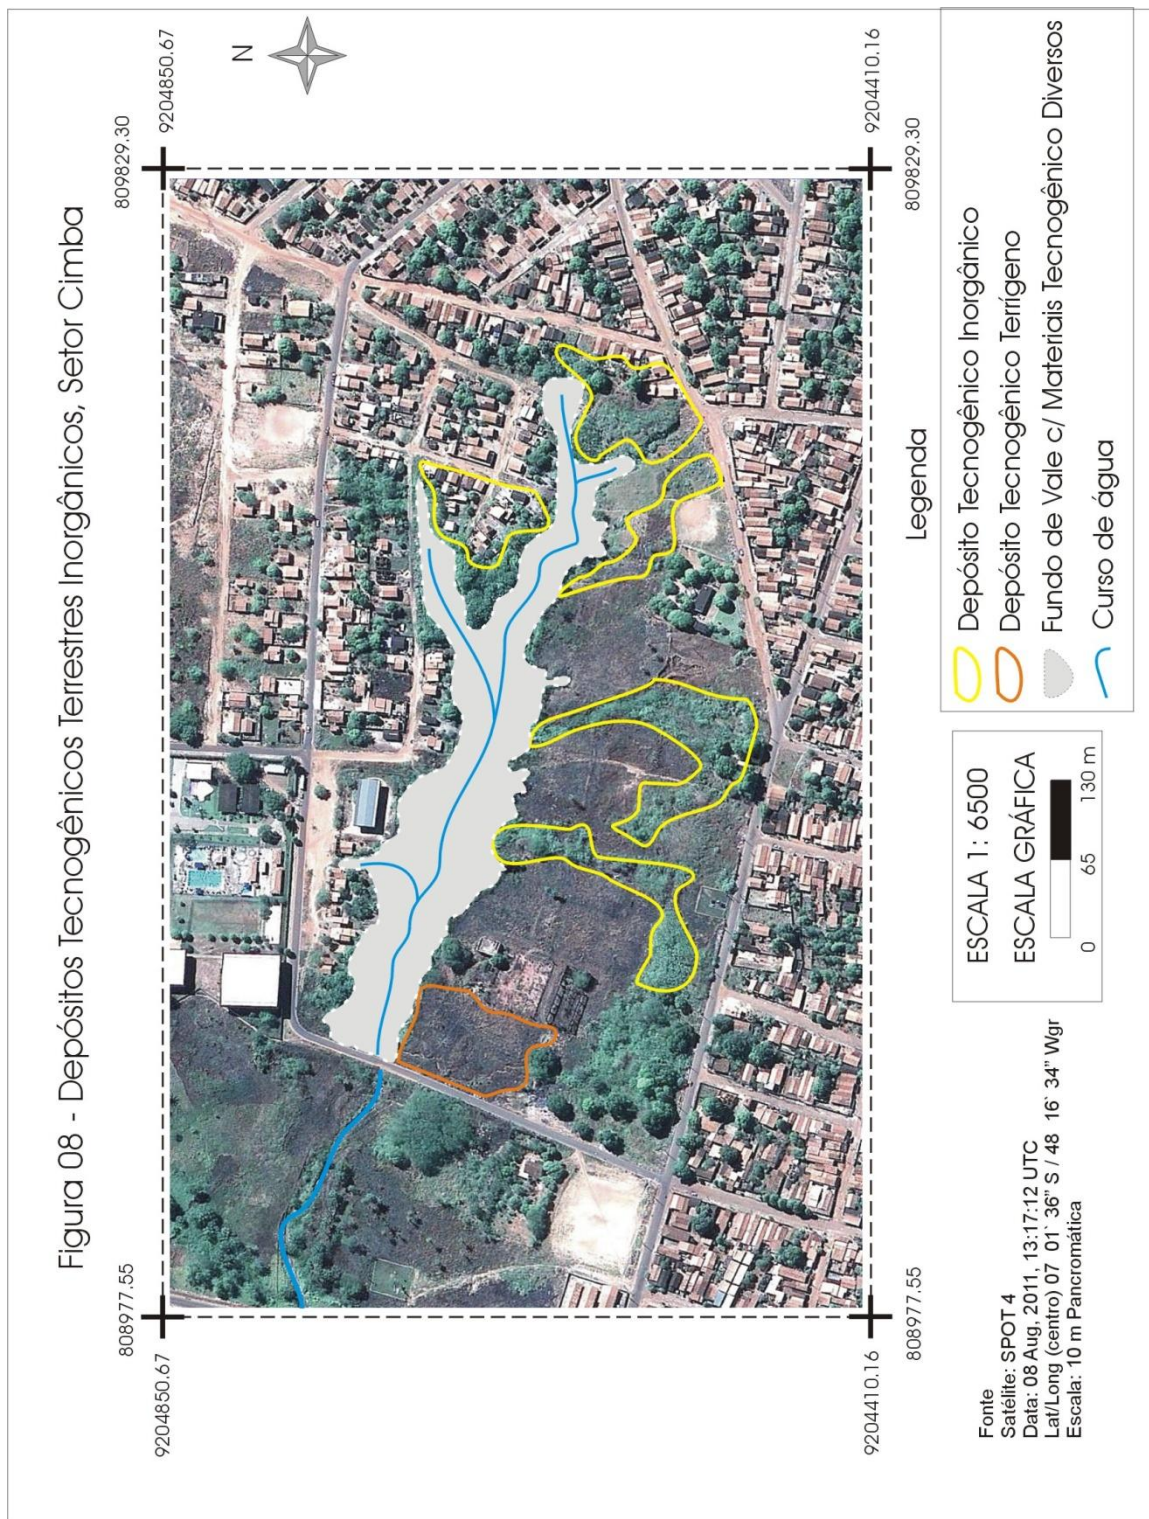 Figura 08 - Depósitos Tecnogênicos Terrestres Inorgânicos, Setor Cimba
N
808977.55
809829.30
9204850.67
9204850.67
9204410.16
9204410.16
808977.55
809829.30
Fonte
Satélite: SPOT 4
Data: 08 Aug, 2011, 13:17:12 UTC
Lat/Long (centro) 07 01` 36" S / 48 16` 34" Wgr
Escala: 10 m Pancromática
ESCALA 1: 6500
ESCALA GRÁFICA
0 65 130 m
Legenda
Depósito Tecnogênico Inorgânico
Depósito Tecnogênico Terrígeno
Fundo de Vale c/ Materiais Tecnogênico Diversos
Curso de água